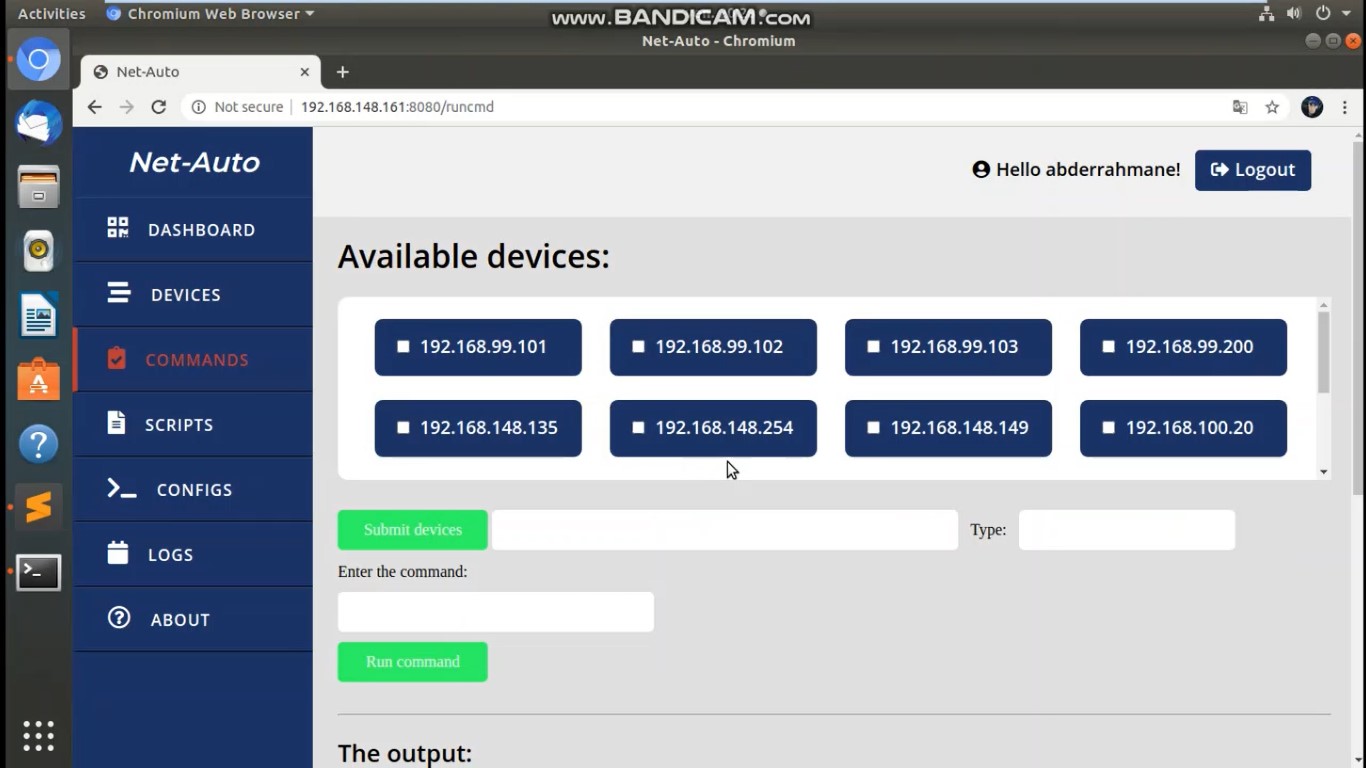 Activities Chromium Web Browser
www.BANDICAM.com
Net-Auto - Chromium
Net-Auto
Not secure 192.168.148.161:8080/runcmd
Net-Auto
Hello abderrahmane! Logout
DASHBOARD
DEVICES
COMMANDS
SCRIPTS
CONFIGS
LOGS
ABOUT
Available devices:
192.168.99.101 192.168.99.102 192.168.99.103 192.168.99.200
192.168.148.135 192.168.148.254 192.168.148.149 192.168.100.20
Submit devices Type:
Enter the command:
Run command
The output: